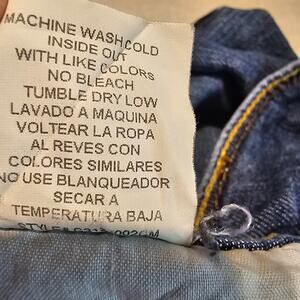 MACHINE WASH COLD
INSIDE OUT
WITH LIKE COLORS
NO BLEACH
TUMBLE DRY LOW
LAVADO A MAQUINA
VOLTEAR LA ROPA
AL REVES CON
COLORES SIMILARES
NO USE BLANQUEADOR
SECAR A
TEMPERATURA BAJA